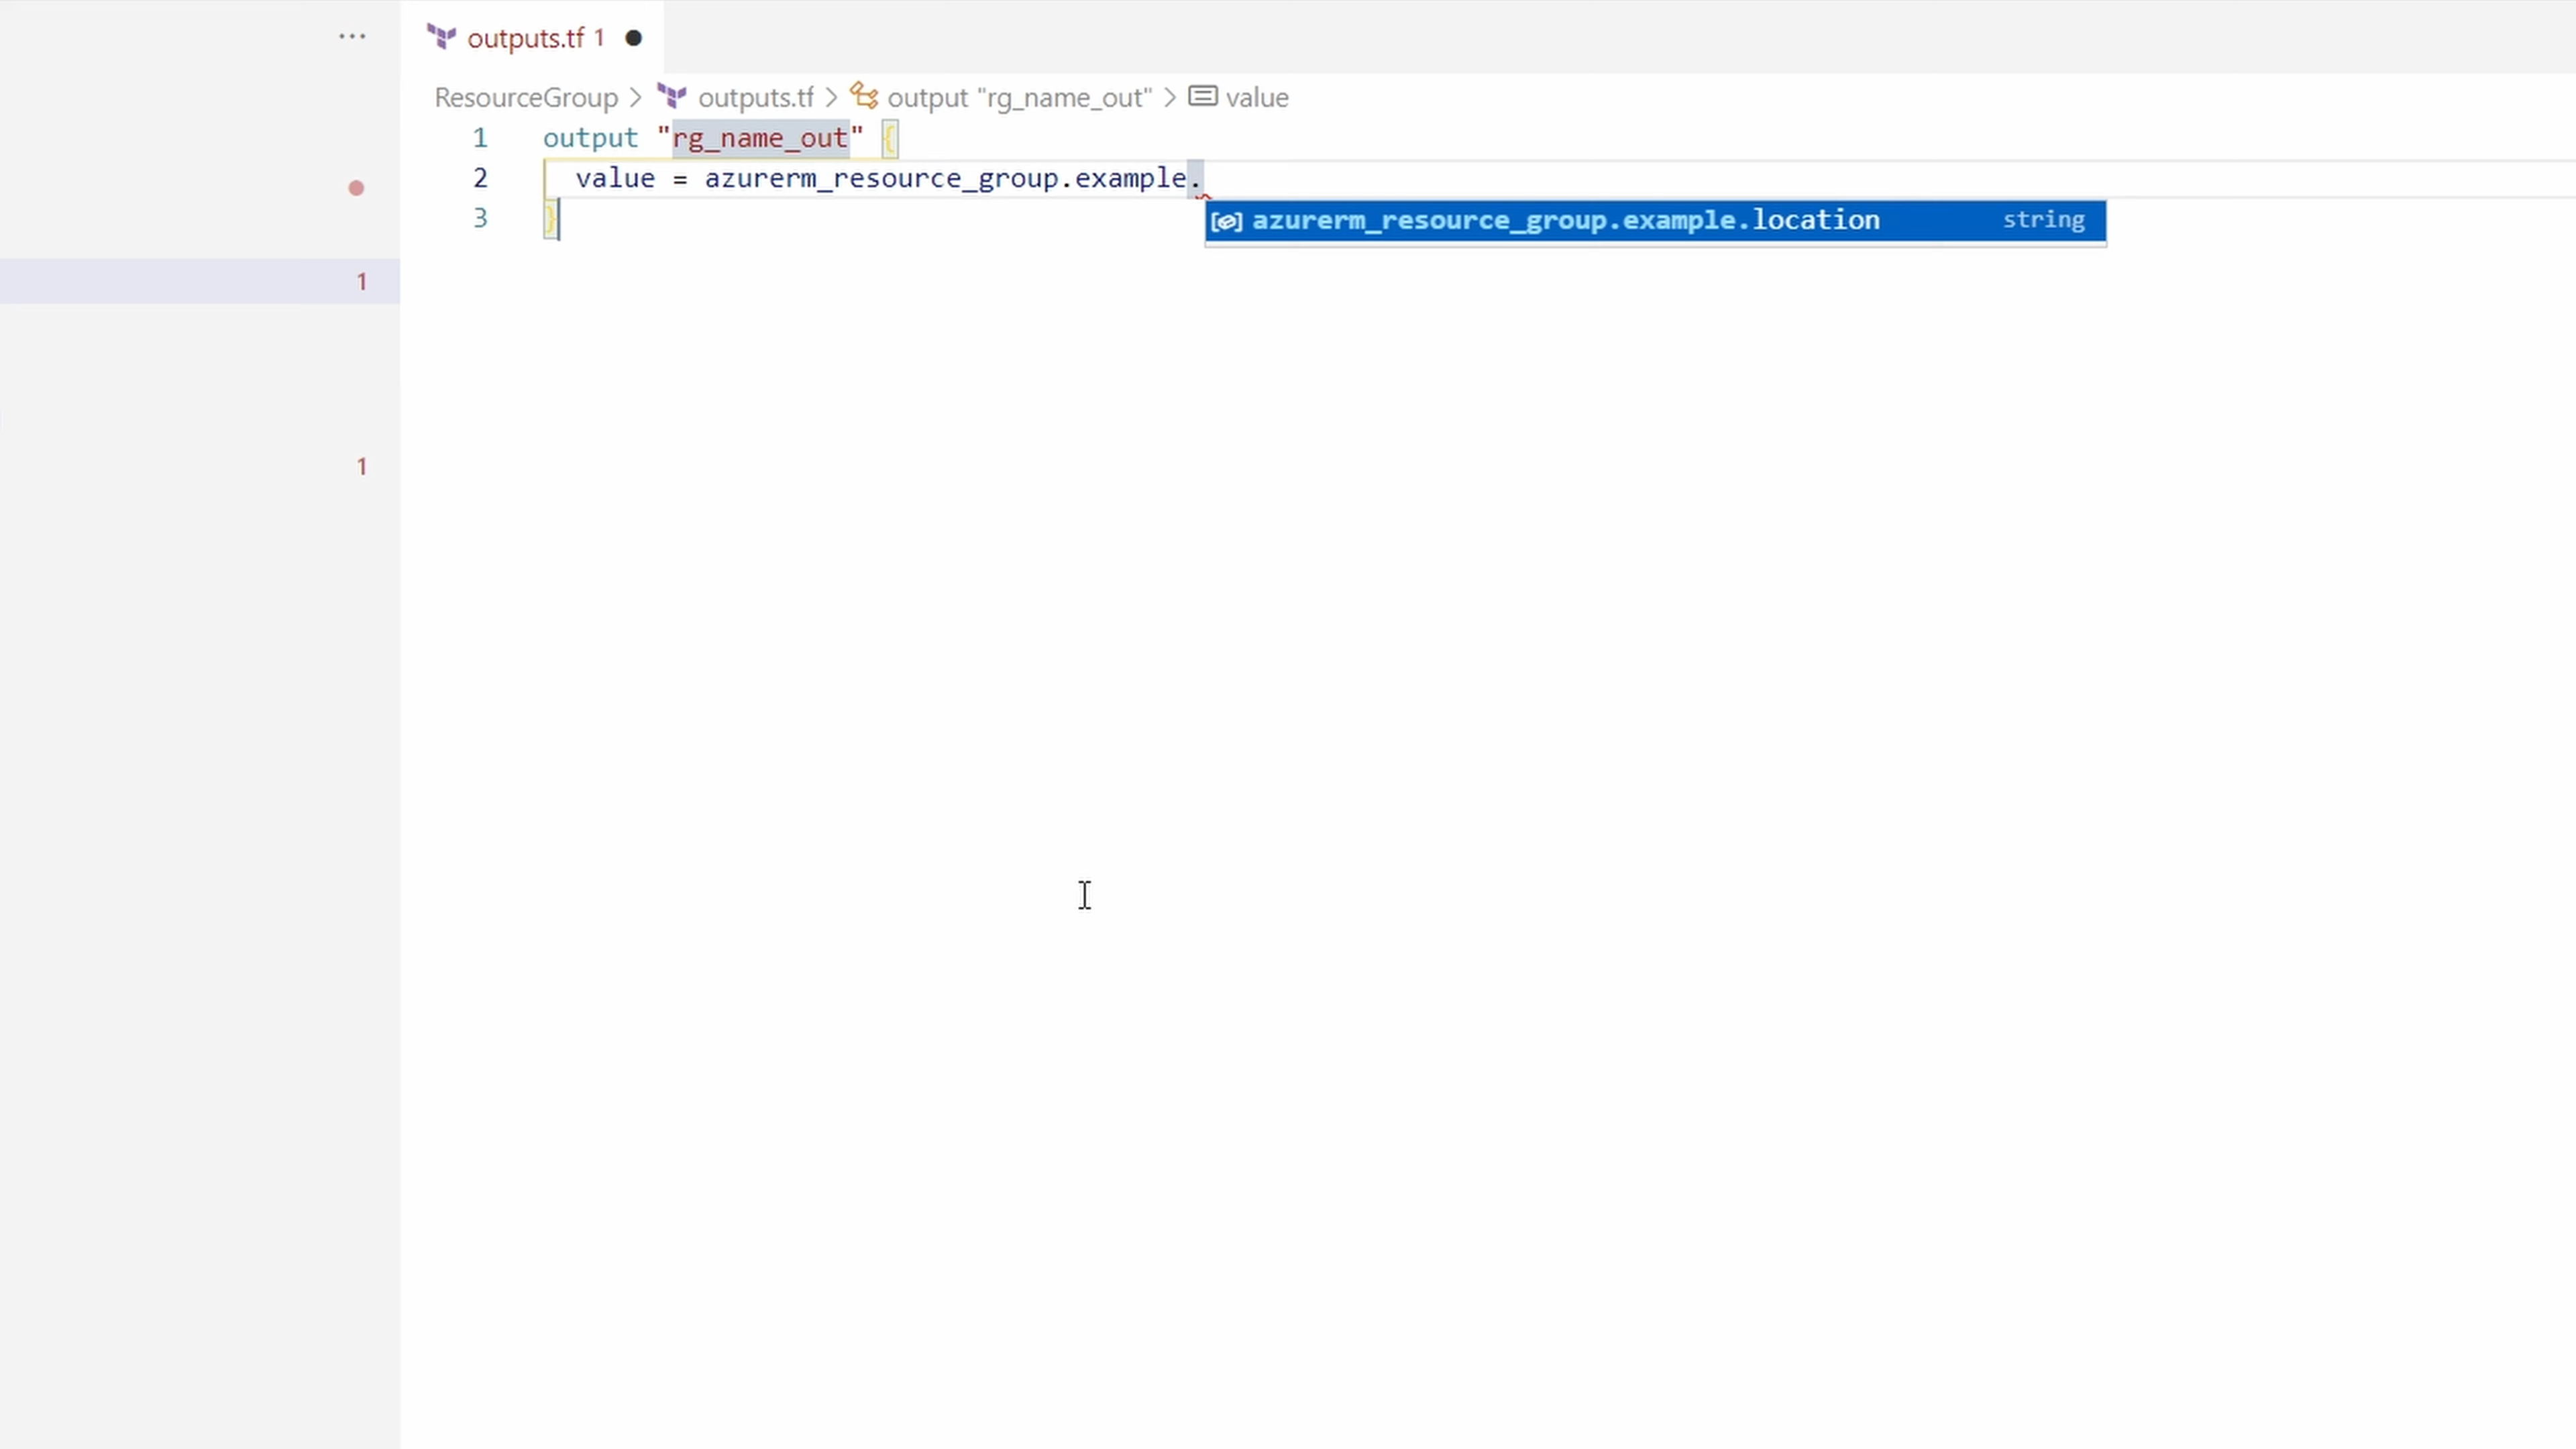 ... outputs.tf 1 ●
ResourceGroup > outputs.tf > output "rg_name_out" > value
1 output "rg_name_out" {
2 value = azurerm_resource_group.example.
azurerm_resource_group.example.location string
3 }
1
1